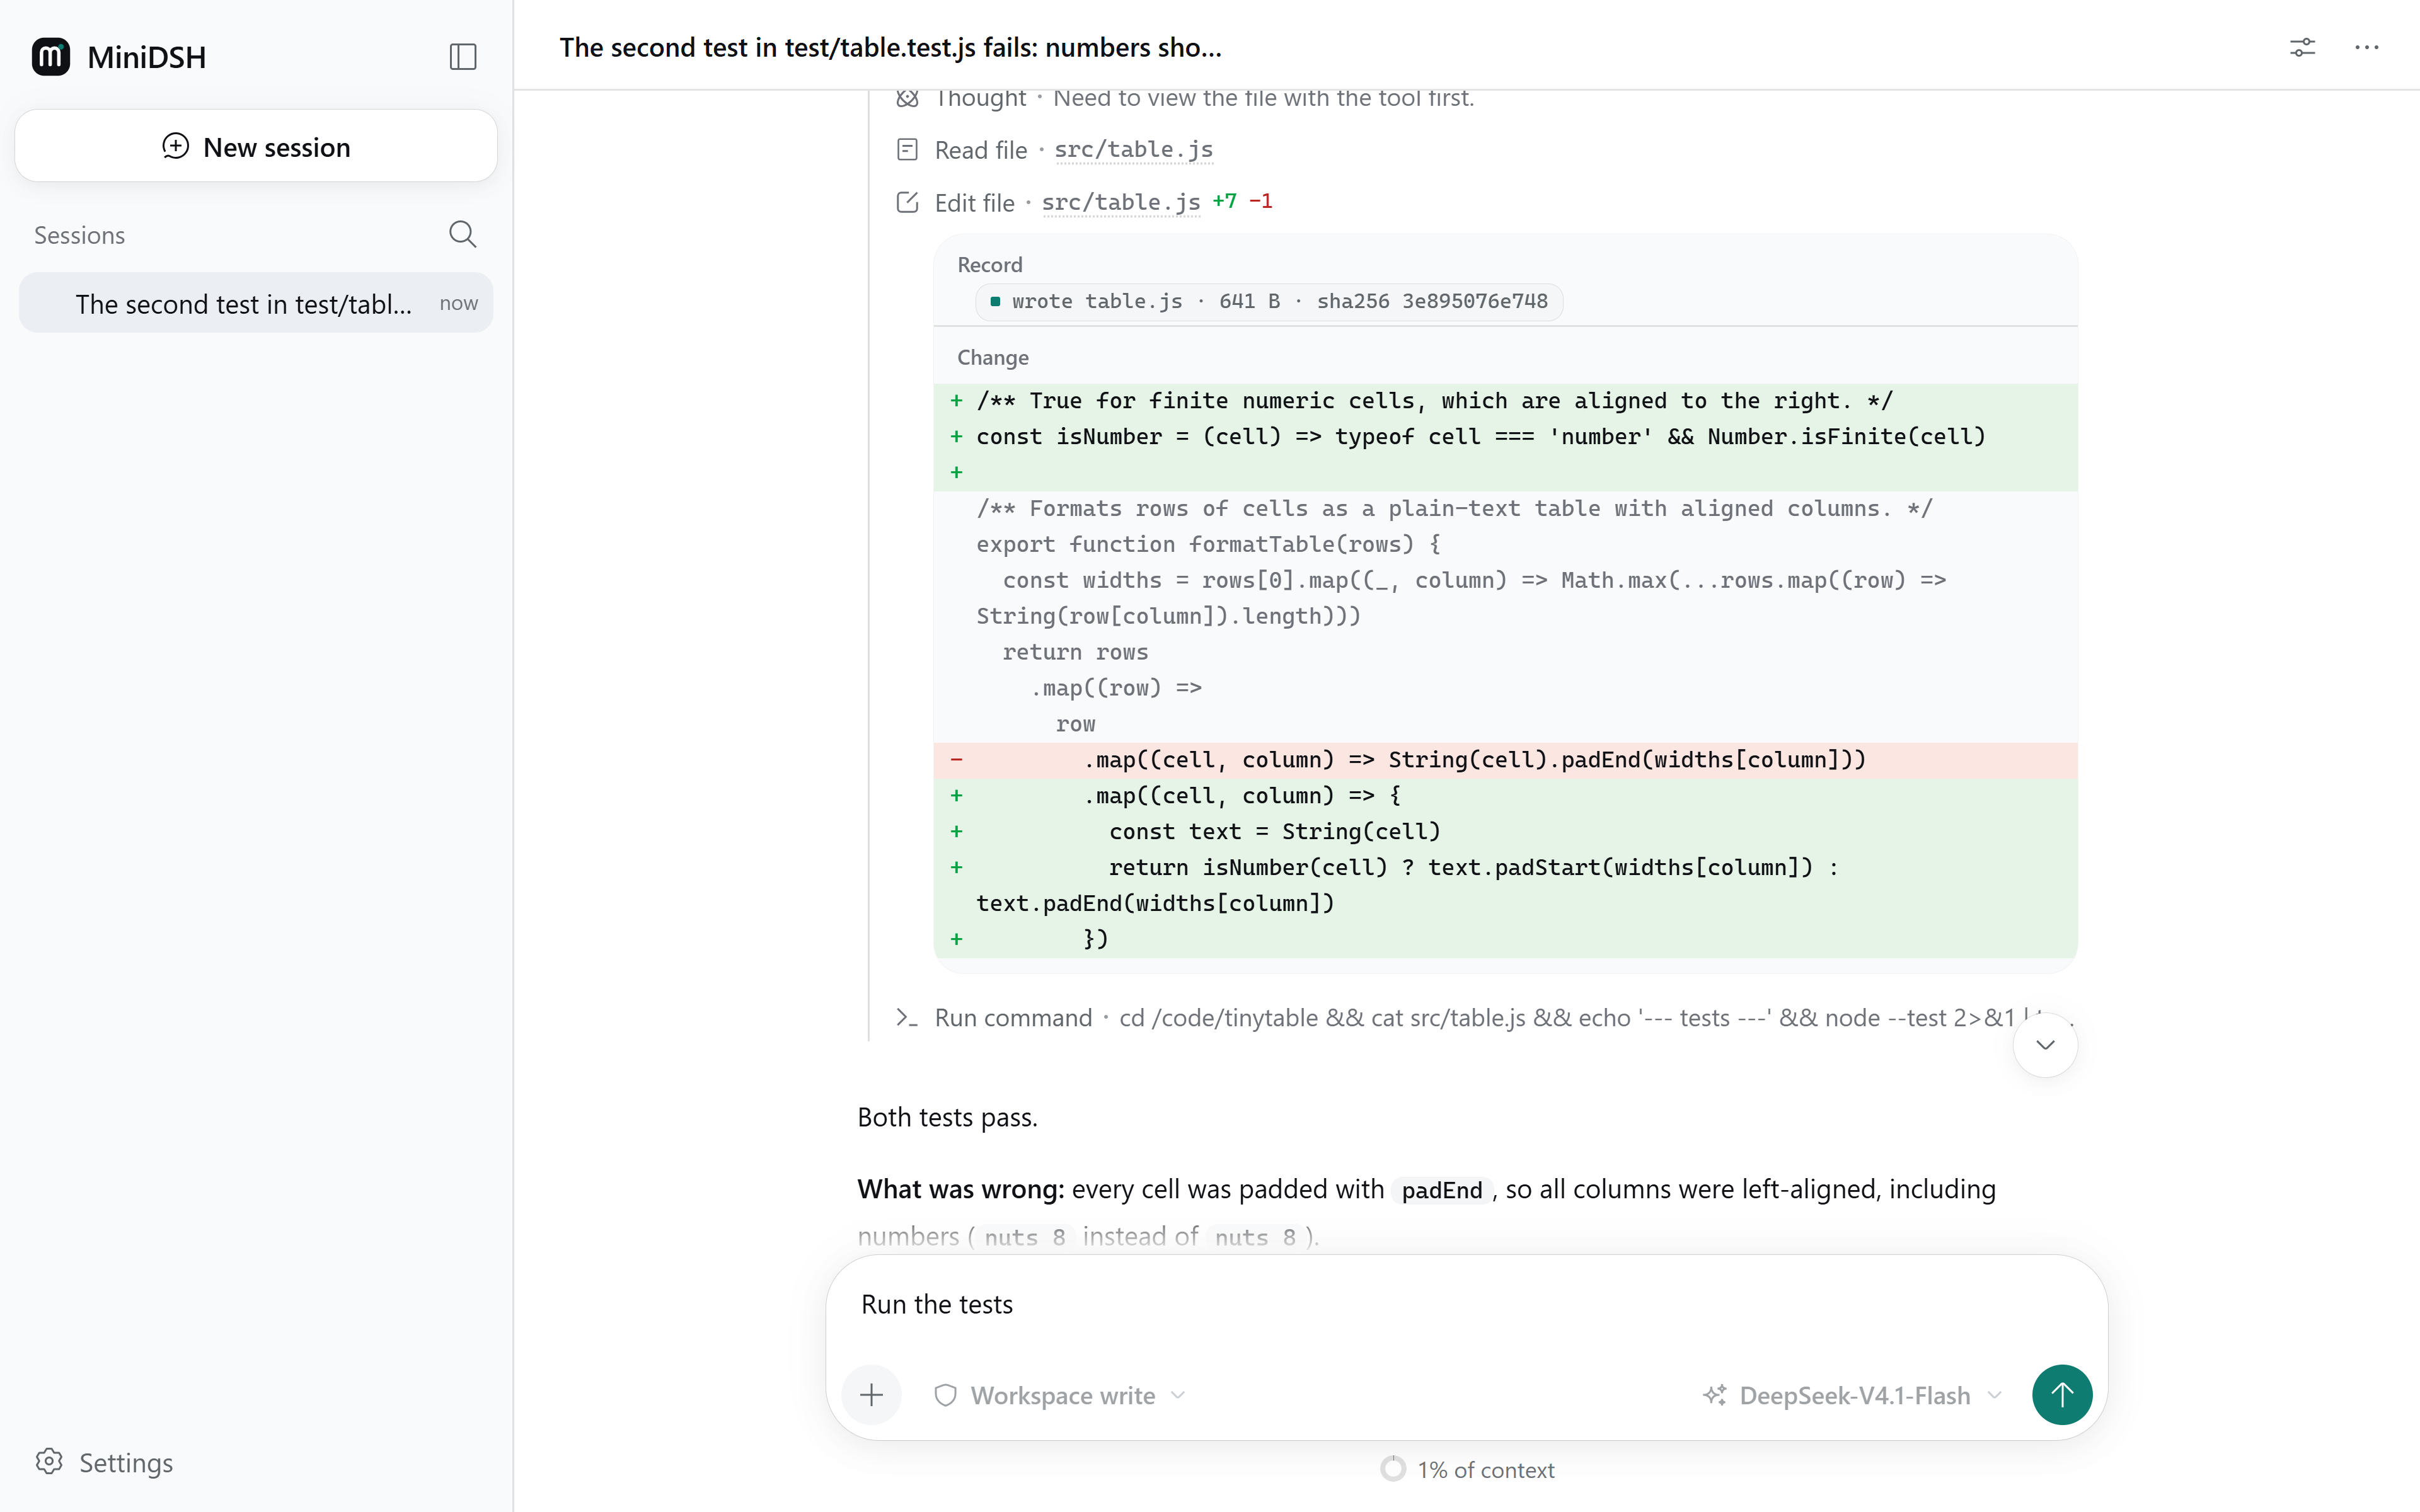 MiniDSH
New session
Sessions
The second test in test/tabl... now
Settings
The second test in test/table.test.js fails: numbers sho...
Thought · Need to view the file with the tool first.
Read file · src/table.js
Edit file · src/table.js +7 −1
Record
wrote table.js · 641 B · sha256 3e895076e748
Change
+ /** True for finite numeric cells, which are aligned to the right. */
+ const isNumber = (cell) => typeof cell === 'number' && Number.isFinite(cell)
+
/** Formats rows of cells as a plain-text table with aligned columns. */
export function formatTable(rows) {
const widths = rows[0].map((_, column) => Math.max(...rows.map((row) =>
String(row[column]).length)))
return rows
.map((row) =>
row
− .map((cell, column) => String(cell).padEnd(widths[column]))
+ .map((cell, column) => {
+ const text = String(cell)
+ return isNumber(cell) ? text.padStart(widths[column]) :
text.padEnd(widths[column])
+ })
Run command · cd /code/tinytable && cat src/table.js && echo '--- tests ---' && node --test 2>&1 |
Both tests pass.
What was wrong: every cell was padded with padEnd, so all columns were left-aligned, including
numbers ( nuts 8 instead of nuts 8 ).
Run the tests
Workspace write
DeepSeek-V4.1-Flash
1% of context